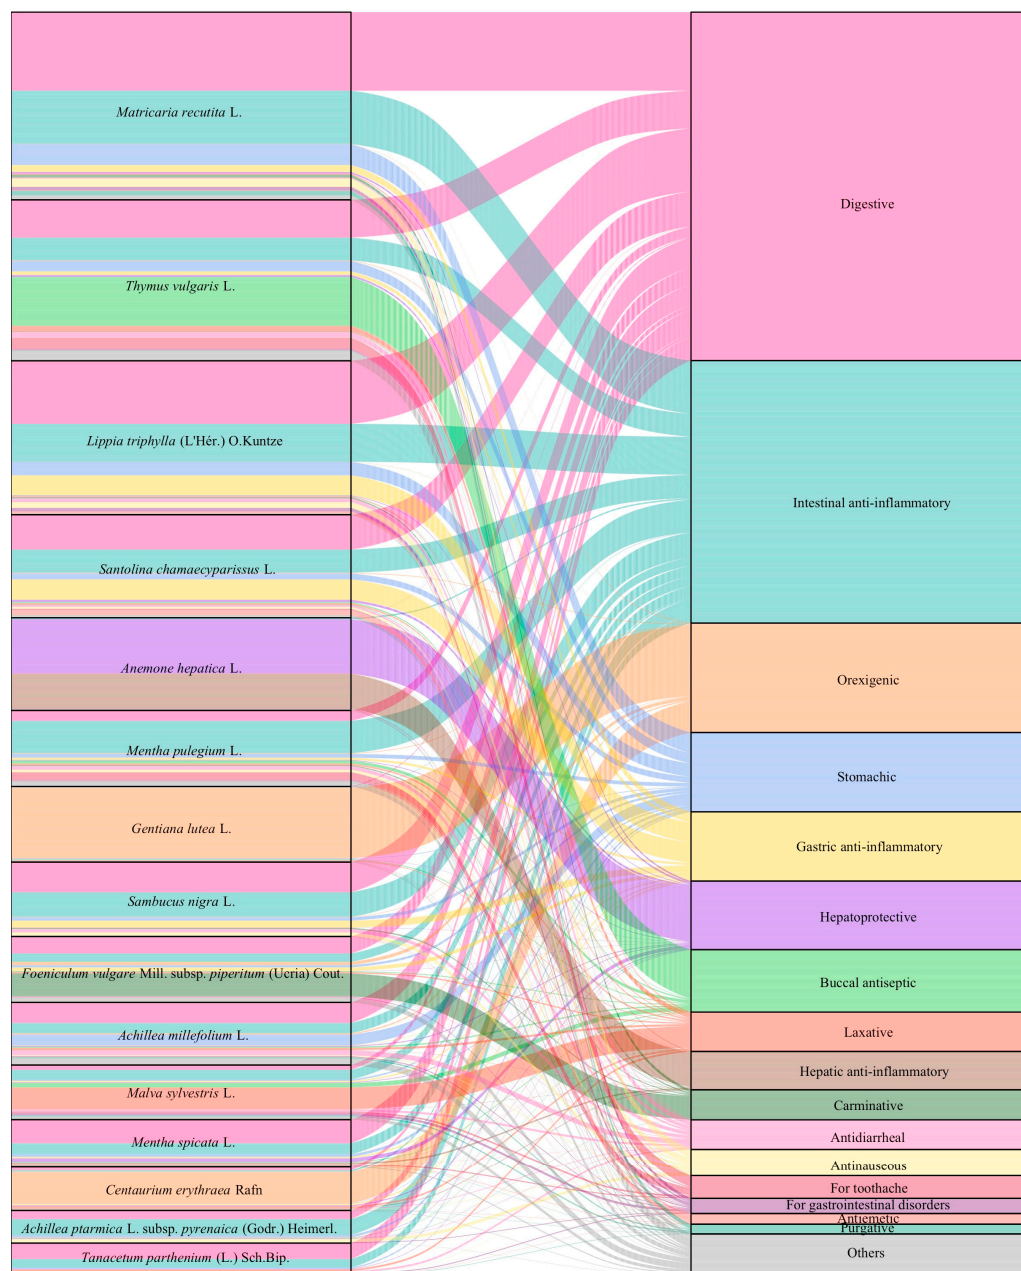 Matricaria recutita L.
Thymus vulgaris L.
Lippia triphylla (L'Hér.) O.Kuntze
Santolina chamaecyparissus L.
Anemone hepatica L.
Mentha pulegium L.
Gentiana lutea L.
Sambucus nigra L.
Foeniculum vulgare Mill. subsp. piperitum (Ucria) Cout.
Achillea millefolium L.
Malva sylvestris L.
Mentha spicata L.
Centaurium erythraea Rafn
Achillea ptarmica L. subsp. pyrenaica (Godr.) Heimerl.
Tanacetum parthenium (L.) Sch.Bip.
Digestive
Intestinal anti-inflammatory
Orexigenic
Stomachic
Gastric anti-inflammatory
Hepatoprotective
Buccal antiseptic
Laxative
Hepatic anti-inflammatory
Carminative
Antidiarrheal
Antinauseous
For toothache
For gastrointestinal disorders
Antiemetic
Purgative
Others